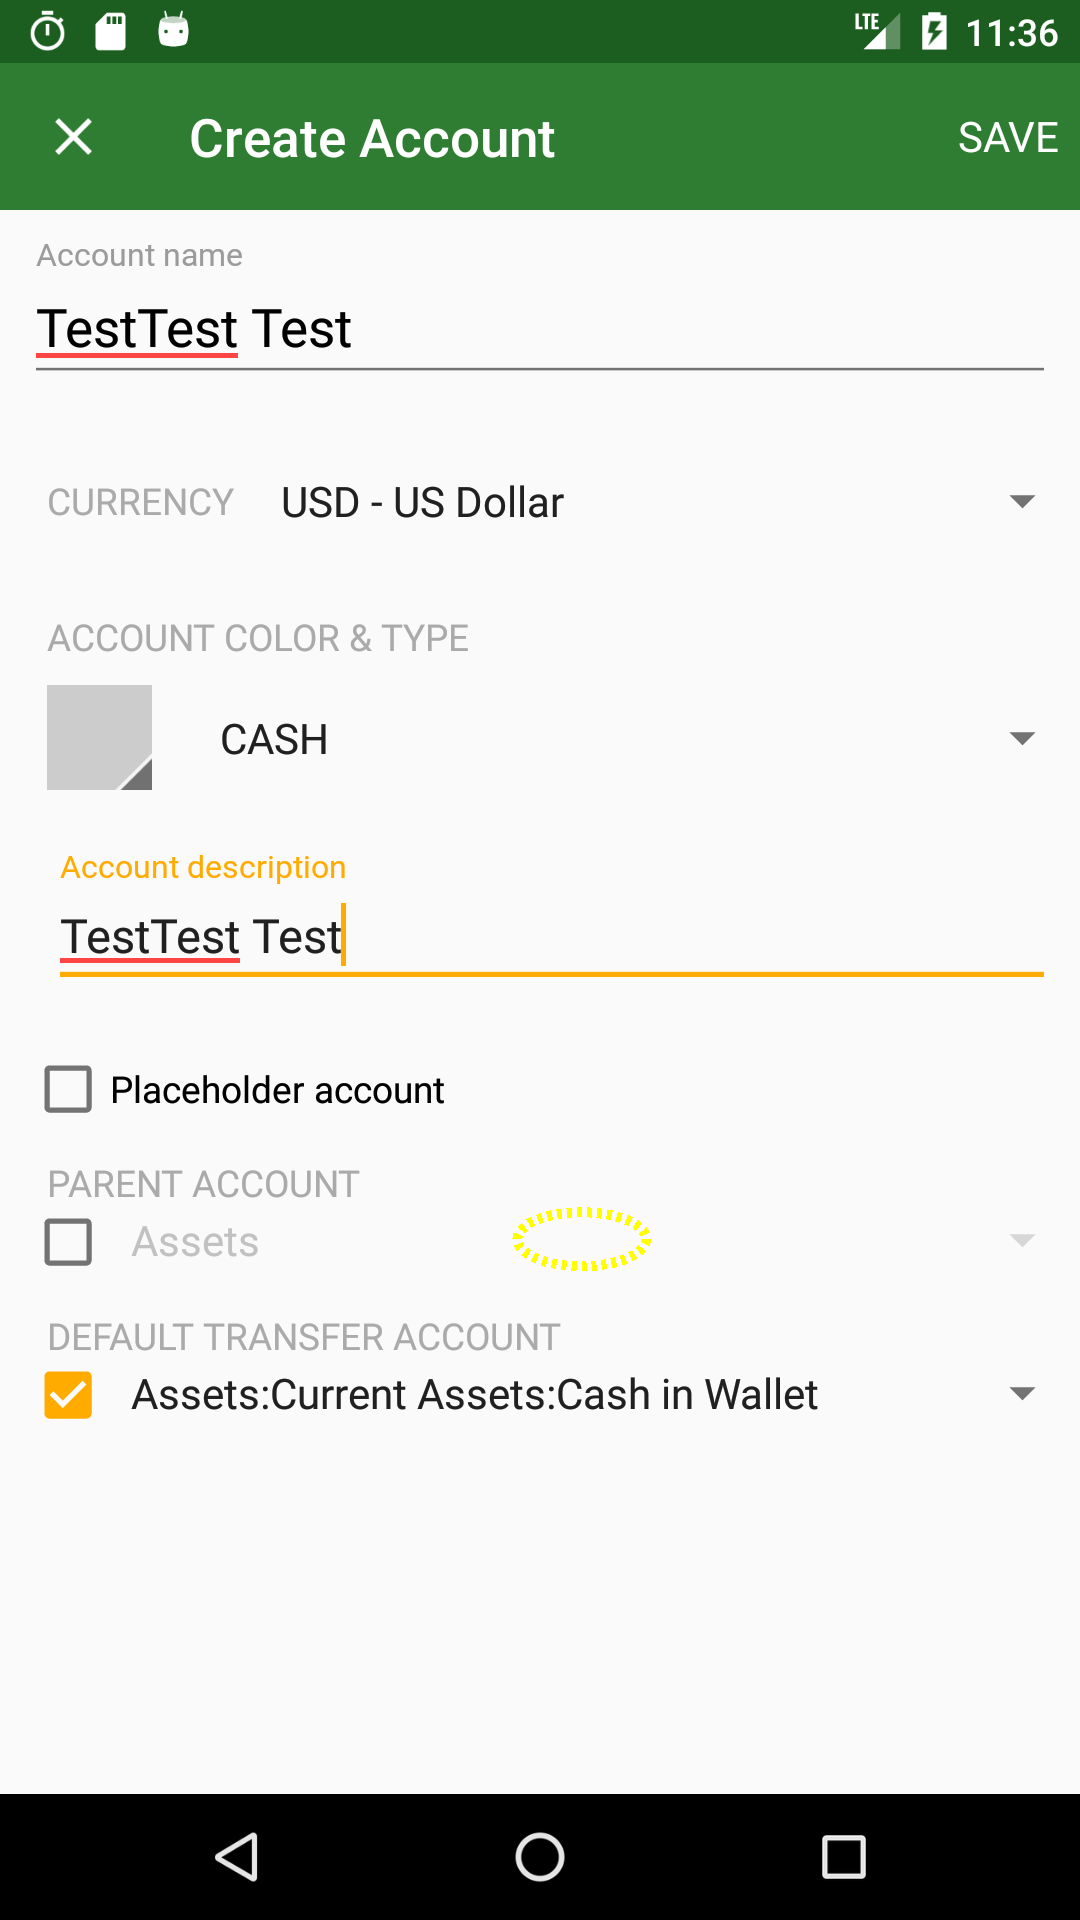 LTE 11:36
Create Account SAVE
Account name
TestTest Test
CURRENCY USD - US Dollar
ACCOUNT COLOR & TYPE
CASH
Account description
TestTest Test
Placeholder account
PARENT ACCOUNT
Assets
DEFAULT TRANSFER ACCOUNT
Assets:Current Assets:Cash in Wallet